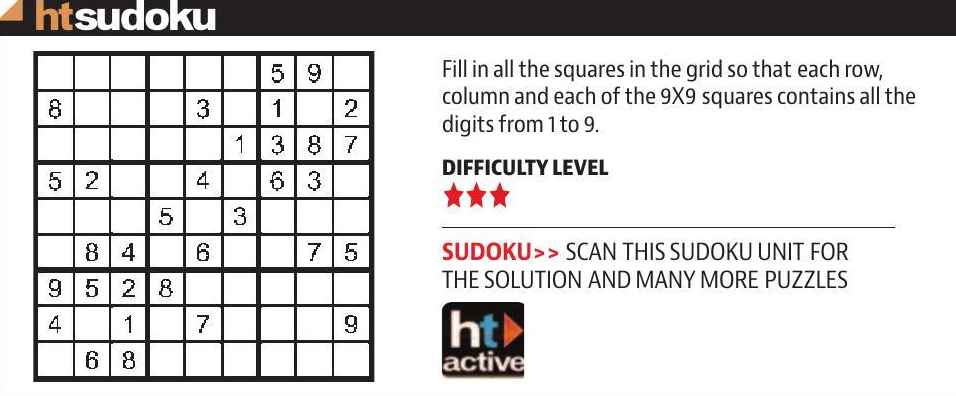 htsudoku
5 9
8 3 1 2
1 3 8 7
5 2 4 6 3
5 3
8 4 6 7 5
9 5 2 8
4 1 7 9
6 8
Fill in all the squares in the grid so that each row,
column and each of the 9X9 squares contains all the
digits from 1 to 9.
DIFFICULTY LEVEL
SUDOKU>> SCAN THIS SUDOKU UNIT FOR
THE SOLUTION AND MANY MORE PUZZLES
ht
active